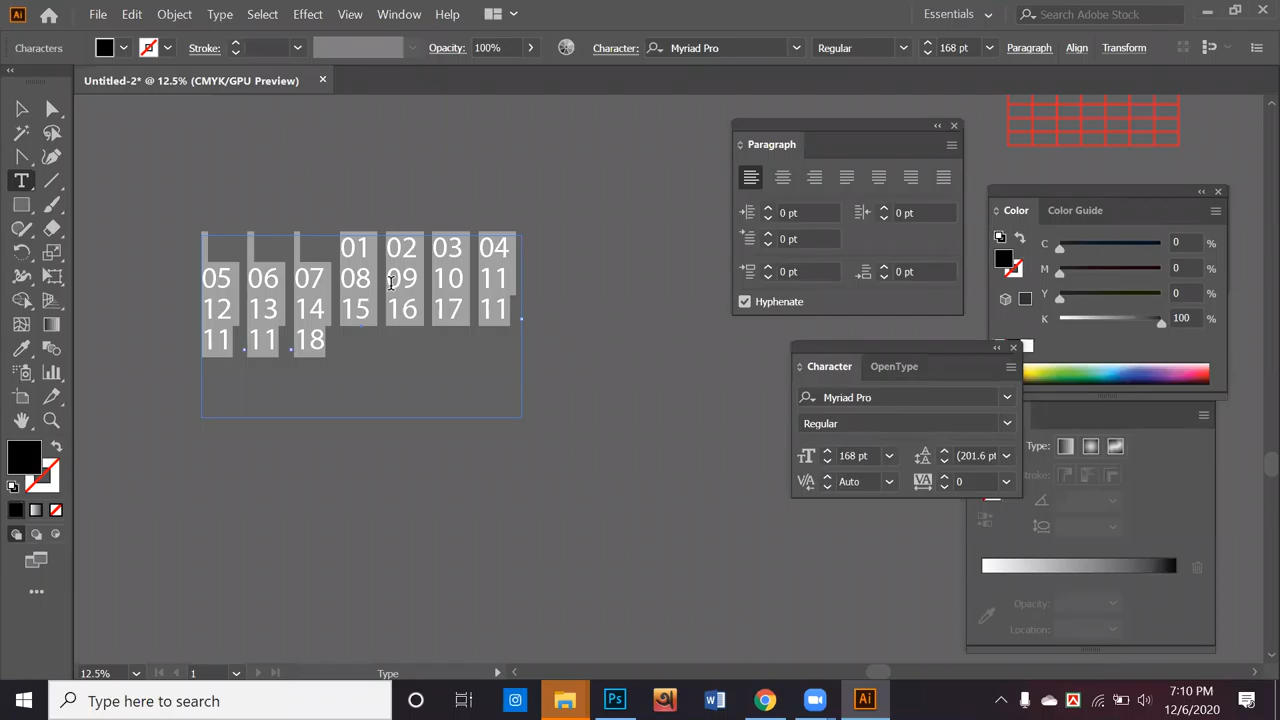 File Edit Object Type Select Effect View Window Help Essentials Search Adobe Stock
Characters Stroke: Opacity: 100% Character: Myriad Pro Regular 168 pt Paragraph Align Transform
Untitled-2* @ 12.5% (CMYK/GPU Preview)
01 02 03 04
05 06 07 08 09 10 11
12 13 14 15 16 17 11
11 11 18
Paragraph
0 pt 0 pt
0 pt
0 pt 0 pt
Hyphenate
Color Color Guide
C 0 %
M 0 %
Y 0 %
K 100 %
Character OpenType
Myriad Pro
Regular
168 pt (201.6 pt
Auto 0
Type:
Stroke:
Opacity:
Location:
12.5% 1 Type
Type here to search
7:10 PM
12/6/2020